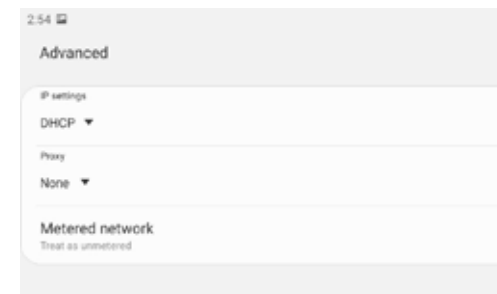 2:54
Advanced
IP settings
DHCP
Proxy
None
Metered network
Treat as unmetered